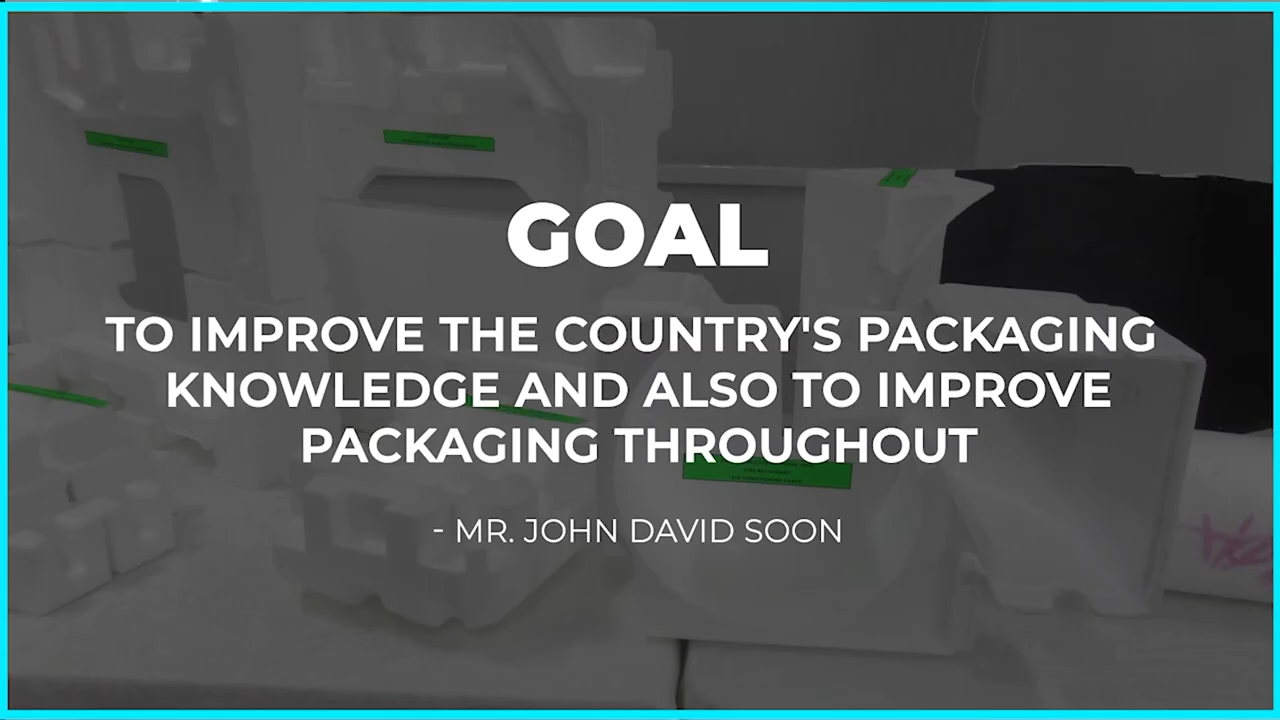 GOAL
TO IMPROVE THE COUNTRY'S PACKAGING
KNOWLEDGE AND ALSO TO IMPROVE
PACKAGING THROUGHOUT
- MR. JOHN DAVID SOON